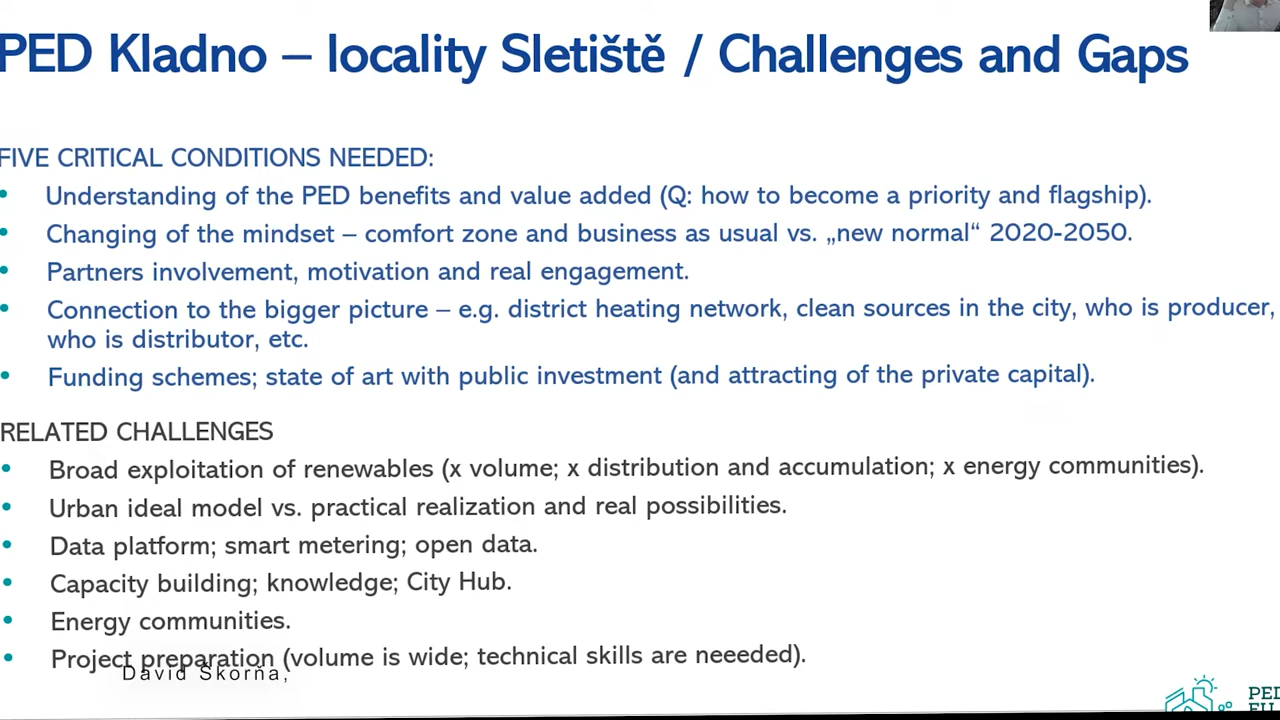 PED Kladno – locality Sletiště / Challenges and Gaps
FIVE CRITICAL CONDITIONS NEEDED:
• Understanding of the PED benefits and value added (Q: how to become a priority and flagship).
• Changing of the mindset – comfort zone and business as usual vs. „new normal“ 2020-2050.
• Partners involvement, motivation and real engagement.
• Connection to the bigger picture – e.g. district heating network, clean sources in the city, who is producer,
who is distributor, etc.
• Funding schemes; state of art with public investment (and attracting of the private capital).
RELATED CHALLENGES
• Broad exploitation of renewables (x volume; x distribution and accumulation; x energy communities).
• Urban ideal model vs. practical realization and real possibilities.
• Data platform; smart metering; open data.
• Capacity building; knowledge; City Hub.
• Energy communities.
• Project preparation (volume is wide; technical skills are neeeded).
David Škorňa,
PED